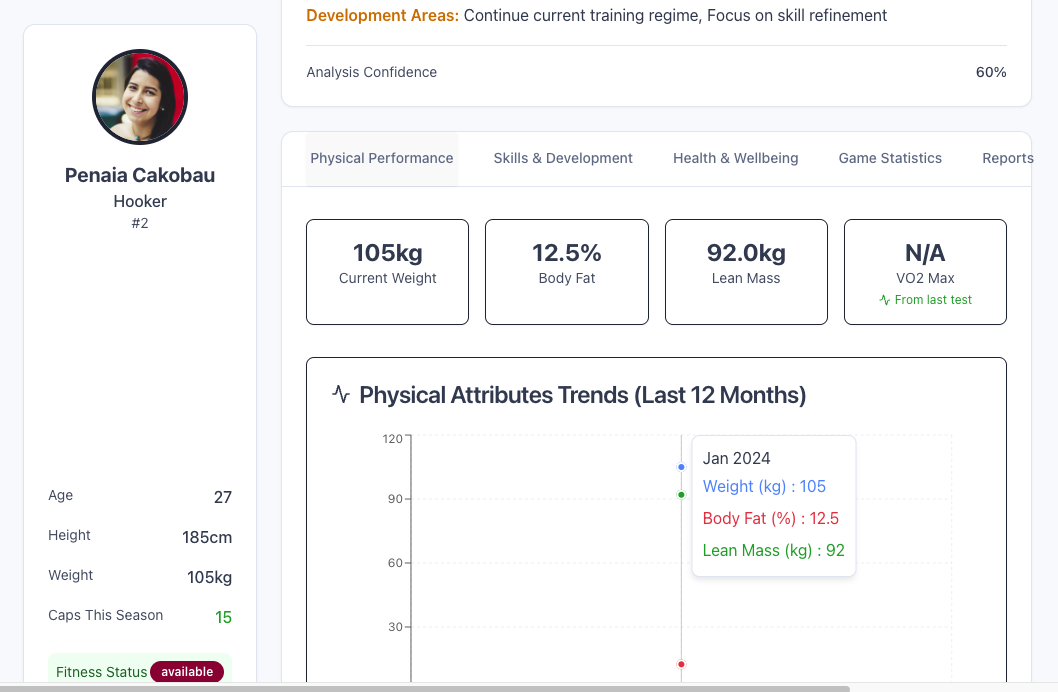 Development Areas: Continue current training regime, Focus on skill refinement
Analysis Confidence
60%
Penaia Cakobau
Hooker
#2
Age
27
Height
185cm
Weight
105kg
Caps This Season
15
Fitness Status available
Physical Performance
Skills & Development
Health & Wellbeing
Game Statistics
Reports
105kg
Current Weight
12.5%
Body Fat
92.0kg
Lean Mass
N/A
VO2 Max
From last test
Physical Attributes Trends (Last 12 Months)
120
90
60
30
Jan 2024
Weight (kg) : 105
Body Fat (%) : 12.5
Lean Mass (kg) : 92